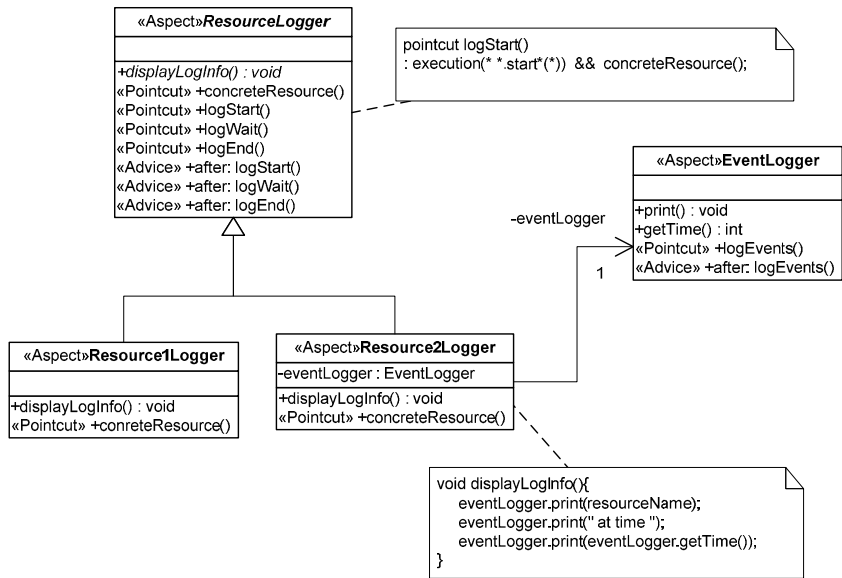 «Aspect»ResourceLogger
+displayLogInfo() : void
«Pointcut» +concreteResource()
«Pointcut» +logStart()
«Pointcut» +logWait()
«Pointcut» +logEnd()
«Advice» +after: logStart()
«Advice» +after: logWait()
«Advice» +after: logEnd()
pointcut logStart()
: execution(* *.start*(*)) && concreteResource();
«Aspect»EventLogger
+print() : void
+getTime() : int
«Pointcut» +logEvents()
«Advice» +after: logEvents()
-eventLogger
1
«Aspect»Resource1Logger
+displayLogInfo() : void
«Pointcut» +conreteResource()
«Aspect»Resource2Logger
-eventLogger : EventLogger
+displayLogInfo() : void
«Pointcut» +concreteResource()
void displayLogInfo(){
eventLogger.print(resourceName);
eventLogger.print(" at time ");
eventLogger.print(eventLogger.getTime());
}